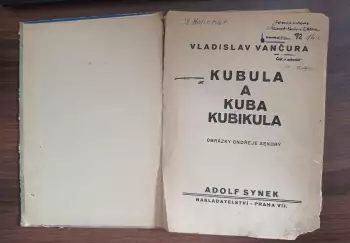 VLADISLAV VANČURA
KUBULA
A
KUBA
KUBIKULA
OBRÁZKY ONDŘEJE SEKORY
ADOLF SYNEK
NAKLADATELSTVÍ - PRAHA VII.